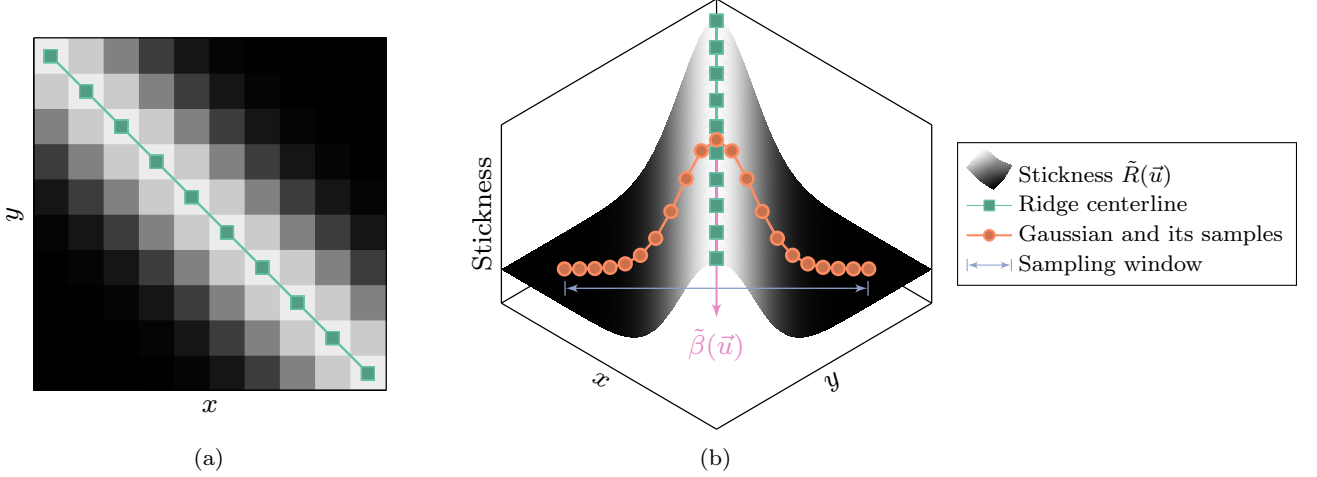 y
x
(a)
Stickness
β̃(u⃗)
x
y
(b)
Stickness R̃(u⃗)
Ridge centerline
Gaussian and its samples
Sampling window